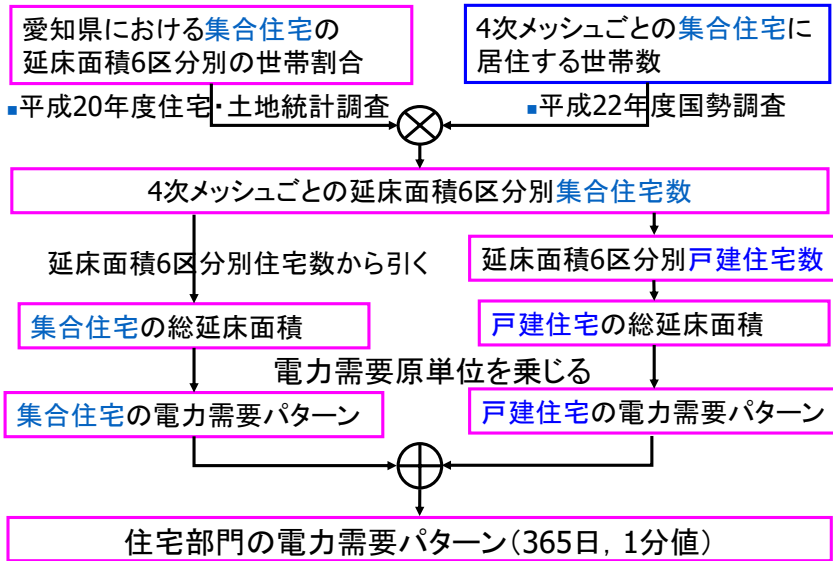 愛知県における集合住宅の
延床面積6区分別の世帯割合
4次メッシュごとの集合住宅に
居住する世帯数
■平成20年度住宅・土地統計調査
■平成22年度国勢調査
4次メッシュごとの延床面積6区分別集合住宅数
延床面積6区分別住宅数から引く
延床面積6区分別戸建住宅数
集合住宅の総延床面積
戸建住宅の総延床面積
電力需要原単位を乗じる
集合住宅の電力需要パターン
戸建住宅の電力需要パターン
住宅部門の電力需要パターン（365日，1分値）